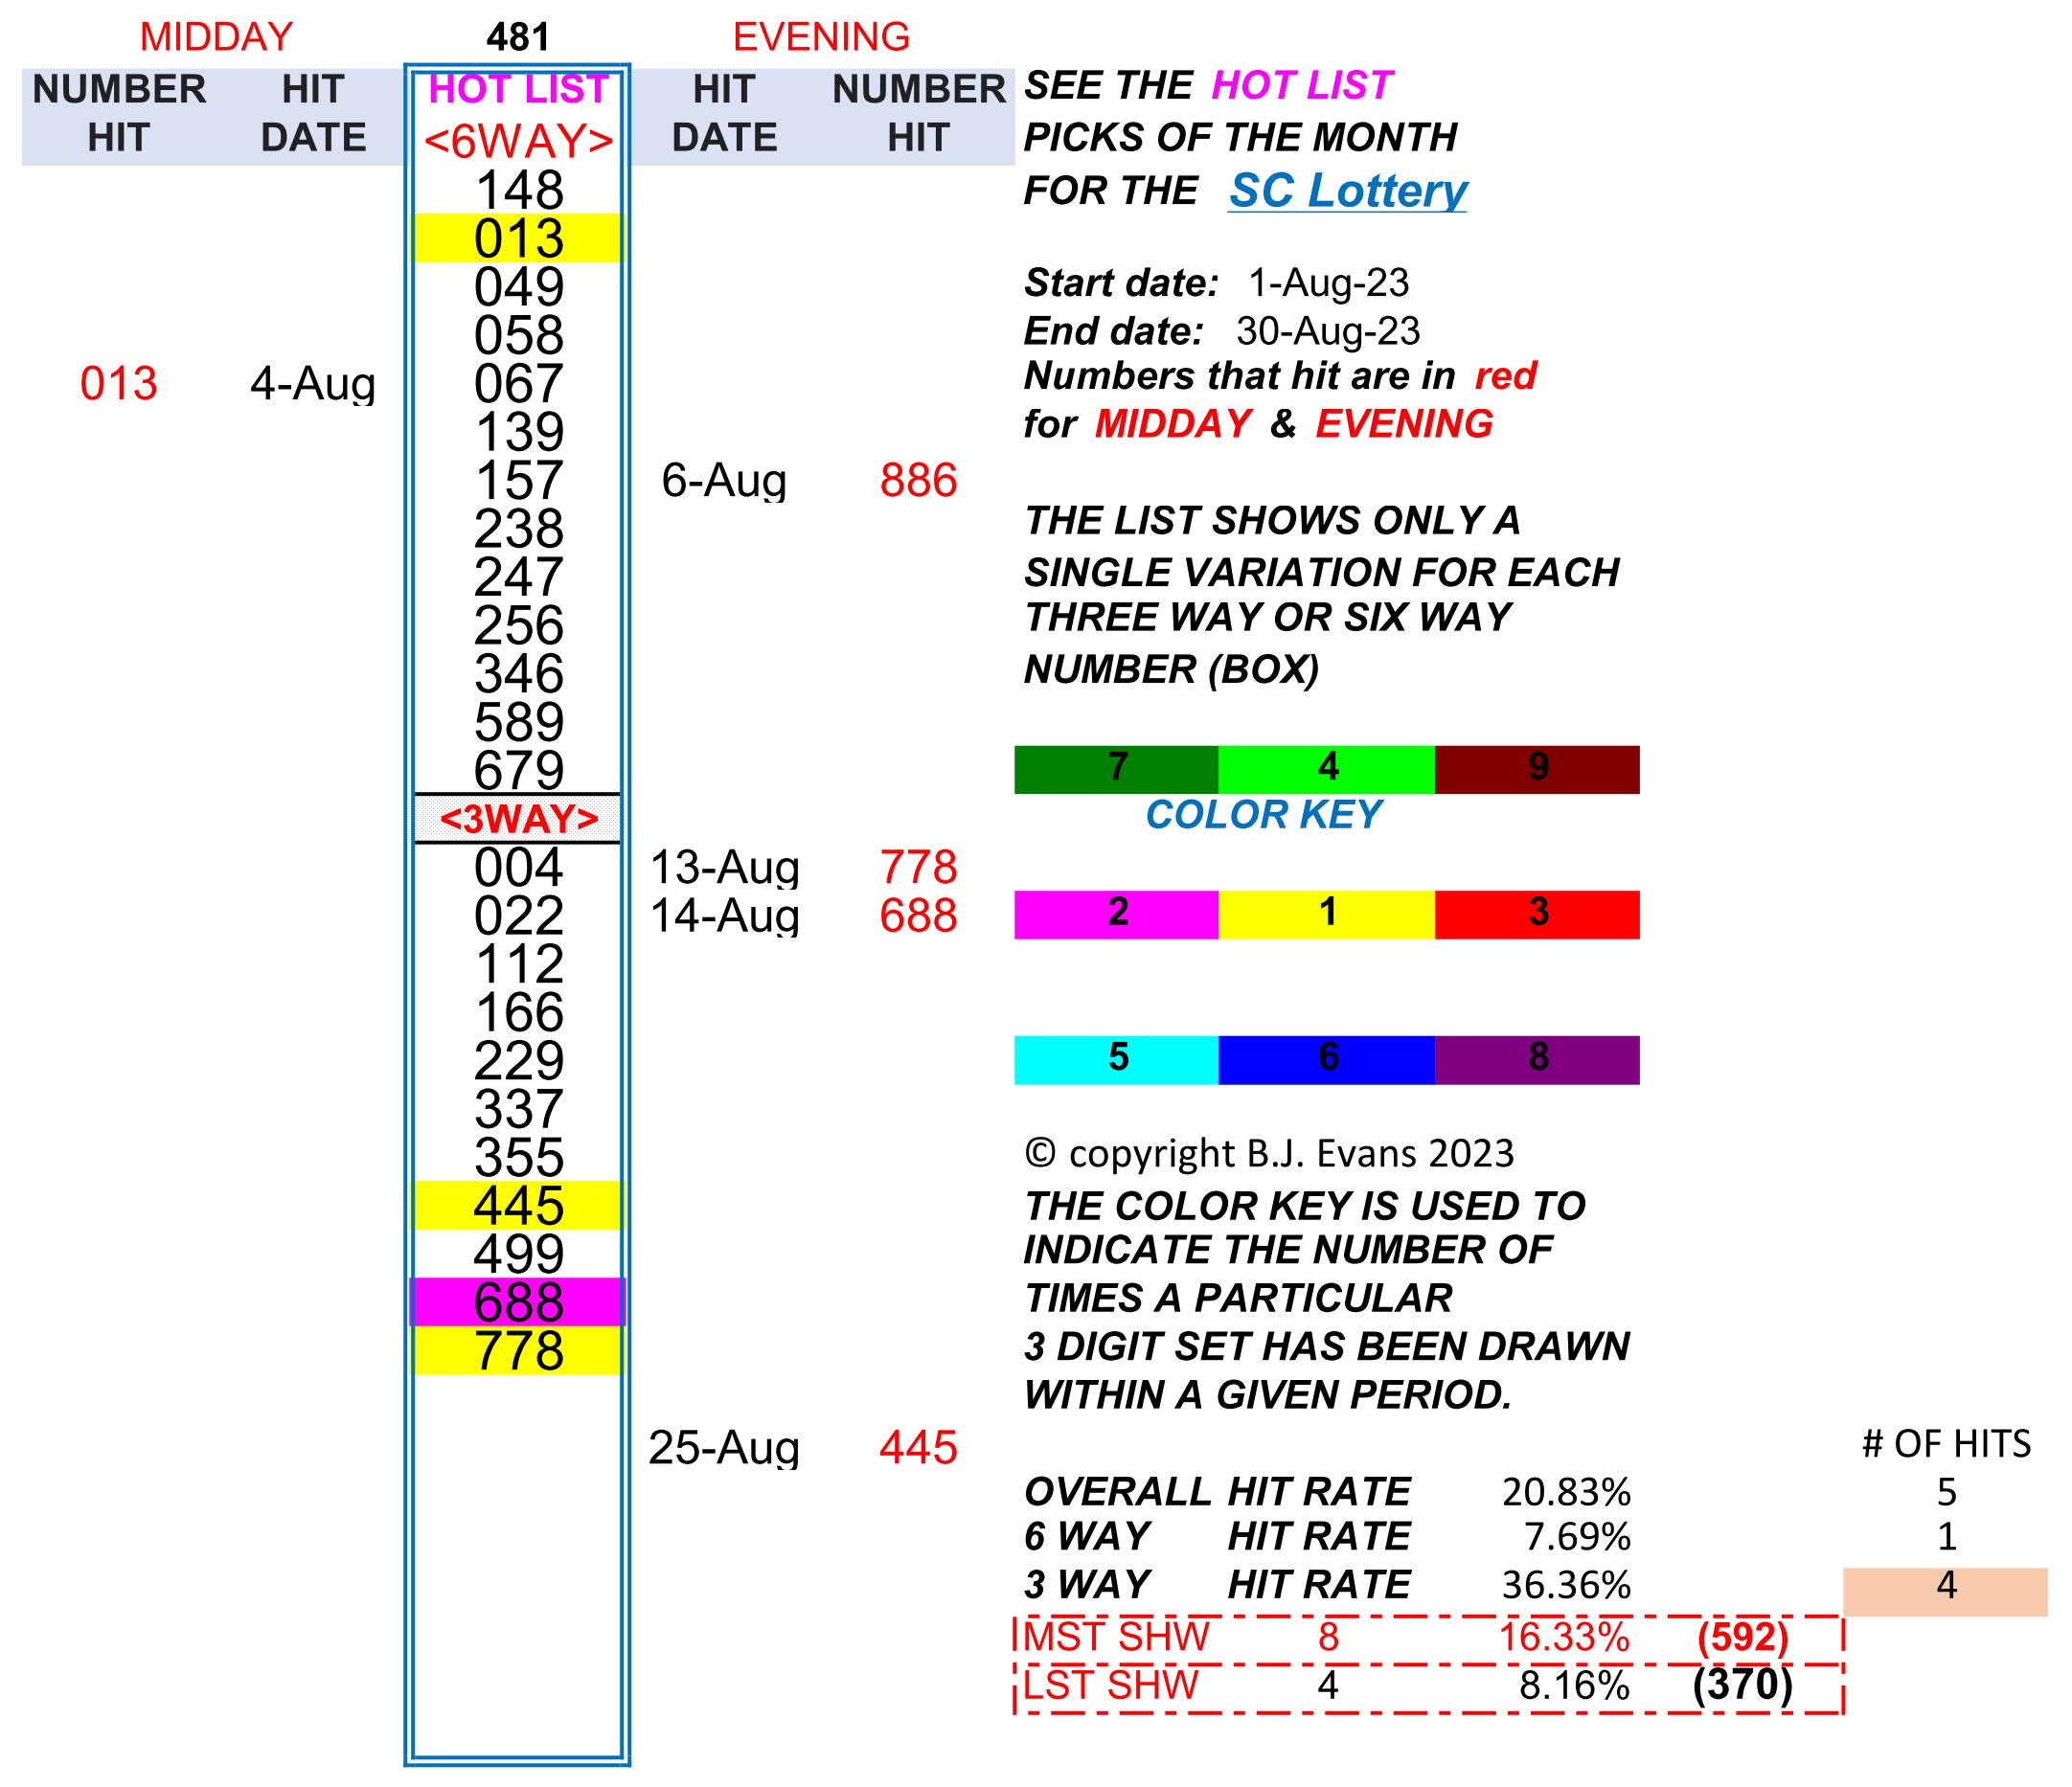 MIDDAY 481 EVENING
NUMBER HIT HOT LIST HIT NUMBER SEE THE HOT LIST
HIT DATE <6WAY> DATE HIT PICKS OF THE MONTH
148 FOR THE SC Lottery
013
049 Start date: 1-Aug-23
058 End date: 30-Aug-23
013 4-Aug 067 Numbers that hit are in red
139 for MIDDAY & EVENING
157 6-Aug 886
238 THE LIST SHOWS ONLY A
247 SINGLE VARIATION FOR EACH
256 THREE WAY OR SIX WAY
346 NUMBER (BOX)
589
679 7 4 9
<3WAY> COLOR KEY
004 13-Aug 778
022 14-Aug 688 2 1 3
112
166
229 5 6 8
337
355 © copyright B.J. Evans 2023
445 THE COLOR KEY IS USED TO
499 INDICATE THE NUMBER OF
688 TIMES A PARTICULAR
778 3 DIGIT SET HAS BEEN DRAWN
WITHIN A GIVEN PERIOD.
25-Aug 445 # OF HITS
OVERALL HIT RATE 20.83% 5
6 WAY HIT RATE 7.69% 1
3 WAY HIT RATE 36.36% 4
MST SHW 8 16.33% (592)
LST SHW 4 8.16% (370)